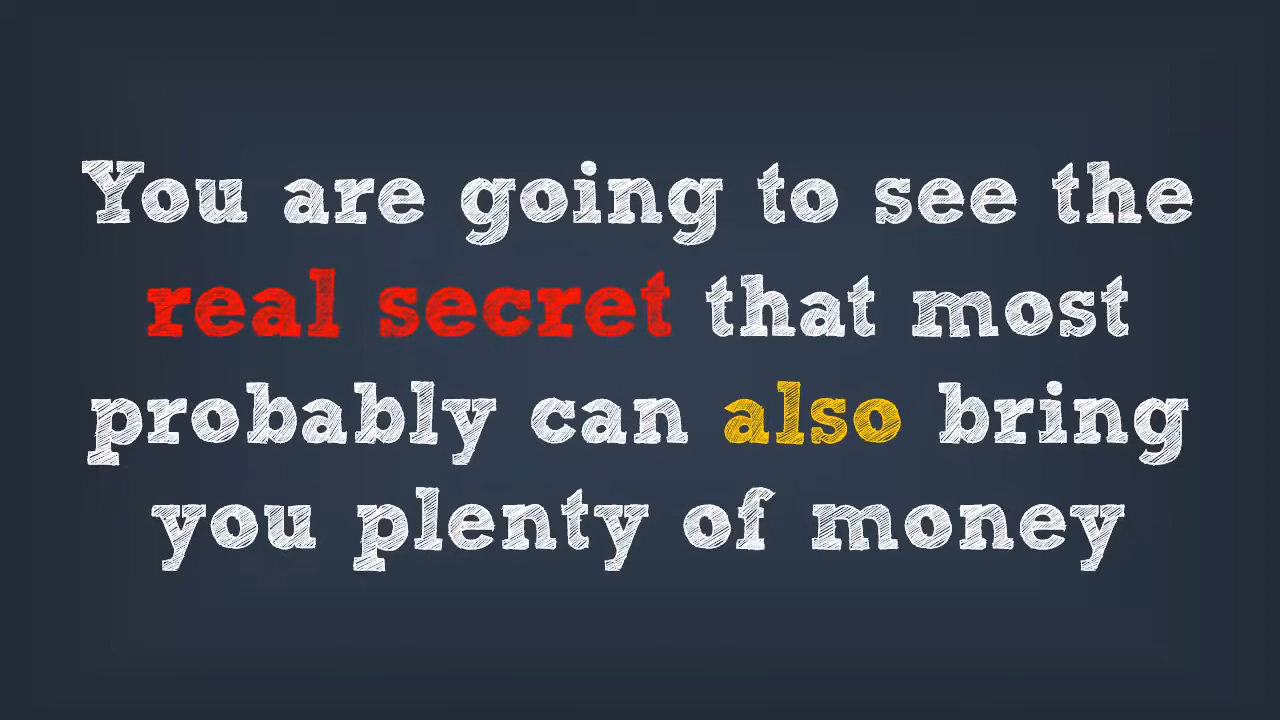 You are going to see the
real secret that most
probably can also bring
you plenty of money